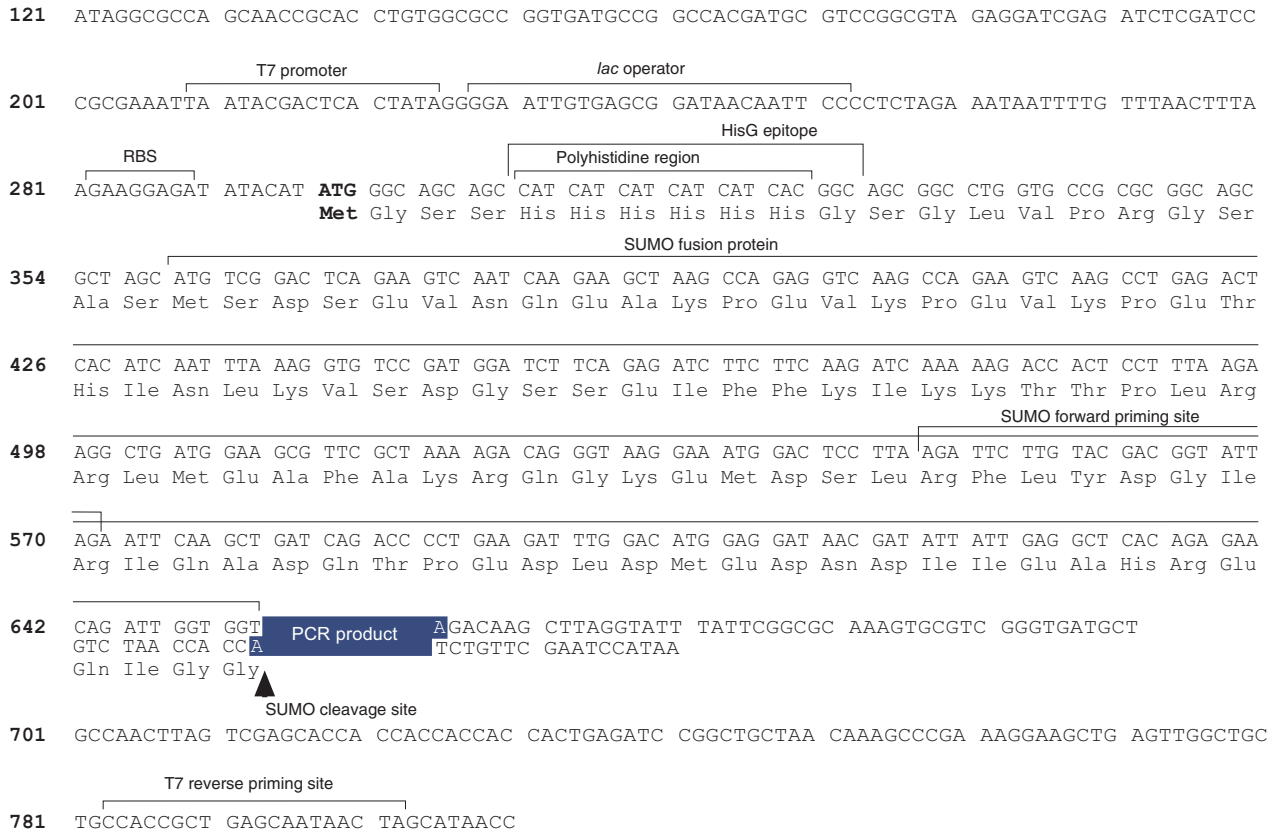 121 ATAGGCGCCA GCAACCGCAC CTGTGGCGCC GGTGATGCCG GCCACGATGC GTCCGGCGTA GAGGATCGAG ATCTCGATCC
T7 promoter lac operator
201 CGCGAAATTA ATACGACTCA CTATAGGGGA ATTGTGAGCG GATAACAATT CCCCTCTAGA AATAATTTTG TTTAACTTTA
HisG epitope
RBS Polyhistidine region
281 AGAAGGAGAT ATACAT ATG GGC AGC AGC CAT CAT CAT CAT CAT CAC GGC AGC GGC CTG GTG CCG CGC GGC AGC
Met Gly Ser Ser His His His His His His Gly Ser Gly Leu Val Pro Arg Gly Ser
SUMO fusion protein
354 GCT AGC ATG TCG GAC TCA GAA GTC AAT CAA GAA GCT AAG CCA GAG GTC AAG CCA GAA GTC AAG CCT GAG ACT
Ala Ser Met Ser Asp Ser Glu Val Asn Gln Glu Ala Lys Pro Glu Val Lys Pro Glu Val Lys Pro Glu Thr
426 CAC ATC AAT TTA AAG GTG TCC GAT GGA TCT TCA GAG ATC TTC TTC AAG ATC AAA AAG ACC ACT CCT TTA AGA
His Ile Asn Leu Lys Val Ser Asp Gly Ser Ser Glu Ile Phe Phe Lys Ile Lys Lys Thr Thr Pro Leu Arg
SUMO forward priming site
498 AGG CTG ATG GAA GCG TTC GCT AAA AGA CAG GGT AAG GAA ATG GAC TCC TTA AGA TTC TTG TAC GAC GGT ATT
Arg Leu Met Glu Ala Phe Ala Lys Arg Gln Gly Lys Glu Met Asp Ser Leu Arg Phe Leu Tyr Asp Gly Ile
570 AGA ATT CAA GCT GAT CAG ACC CCT GAA GAT TTG GAC ATG GAG GAT AAC GAT ATT ATT GAG GCT CAC AGA GAA
Arg Ile Gln Ala Asp Gln Thr Pro Glu Asp Leu Asp Met Glu Asp Asn Asp Ile Ile Glu Ala His Arg Glu
642 CAG ATT GGT GGT PCR product AGACAAG CTTAGGTATT TATTCGGCGC AAAGTGCGTC GGGTGATGCT
GTC TAA CCA CCA TCTGTTC GAATCCATAA
Gln Ile Gly Gly
SUMO cleavage site
701 GCCAACTTAG TCGAGCACCA CCACCACCAC CACTGAGATC CGGCTGCTAA CAAAGCCCGA AAGGAAGCTG AGTTGGCTGC
T7 reverse priming site
781 TGCCACCGCT GAGCAATAAC TAGCATAACC